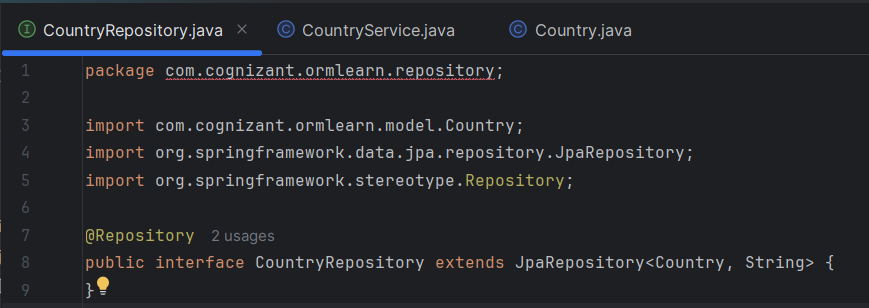 I CountryRepository.java × C CountryService.java C Country.java
1 package com.cognizant.ormlearn.repository;
2
3 import com.cognizant.ormlearn.model.Country;
4 import org.springframework.data.jpa.repository.JpaRepository;
5 import org.springframework.stereotype.Repository;
6
7 @Repository 2 usages
8 public interface CountryRepository extends JpaRepository<Country, String> {
9 }